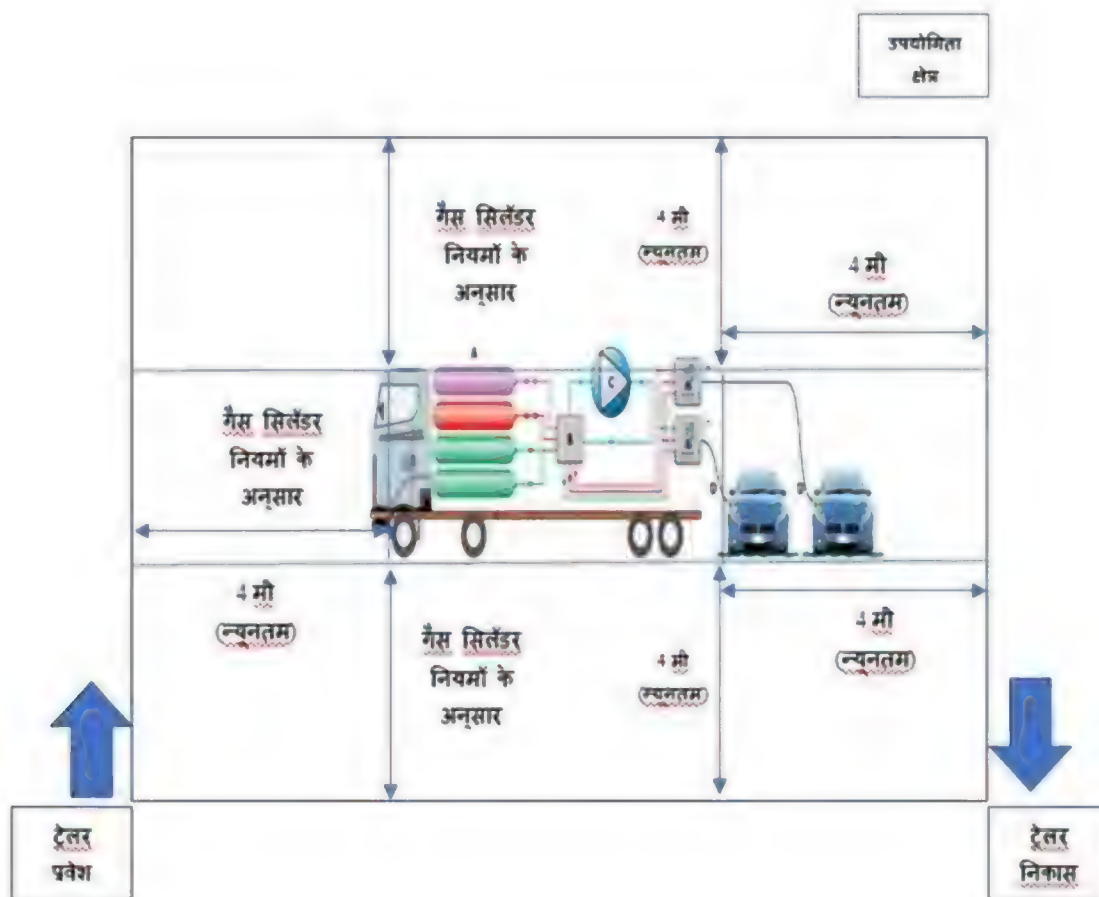 उपयोगिता
क्षेत्र
गैस सिलेंडर
नियमों के
अनुसार
4 मी
(न्यूनतम)
4 मी
(न्यूनतम)
A
C
B
गैस सिलेंडर
नियमों के
अनुसार
D
D
4 मी
(न्यूनतम)
गैस सिलेंडर
नियमों के
अनुसार
4 मी
(न्यूनतम)
4 मी
(न्यूनतम)
ट्रेलर
प्रवेश
ट्रेलर
निकास